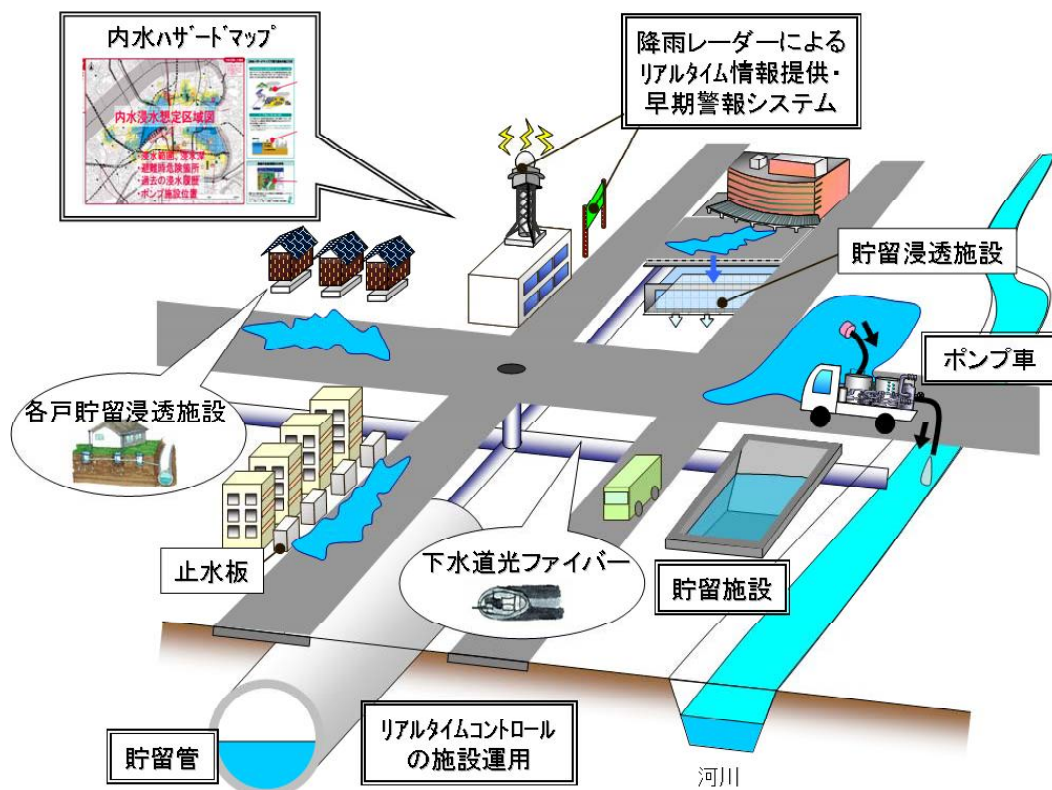 内水ﾊｻﾞｰﾄﾞﾏｯﾌﾟ
内水浸水想定区域図
・浸水範囲、浸水深
・避難時危険箇所
・過去の浸水履歴
・ポンプ施設位置
降雨レーダーによる
ﾘｱﾙﾀｲﾑ情報提供・
早期警報システム
貯留浸透施設
ポンプ車
各戸貯留浸透施設
止水板
下水道光ファイバー
貯留施設
貯留管
ﾘｱﾙﾀｲﾑｺﾝﾄﾛｰﾙ
の施設運用
河川